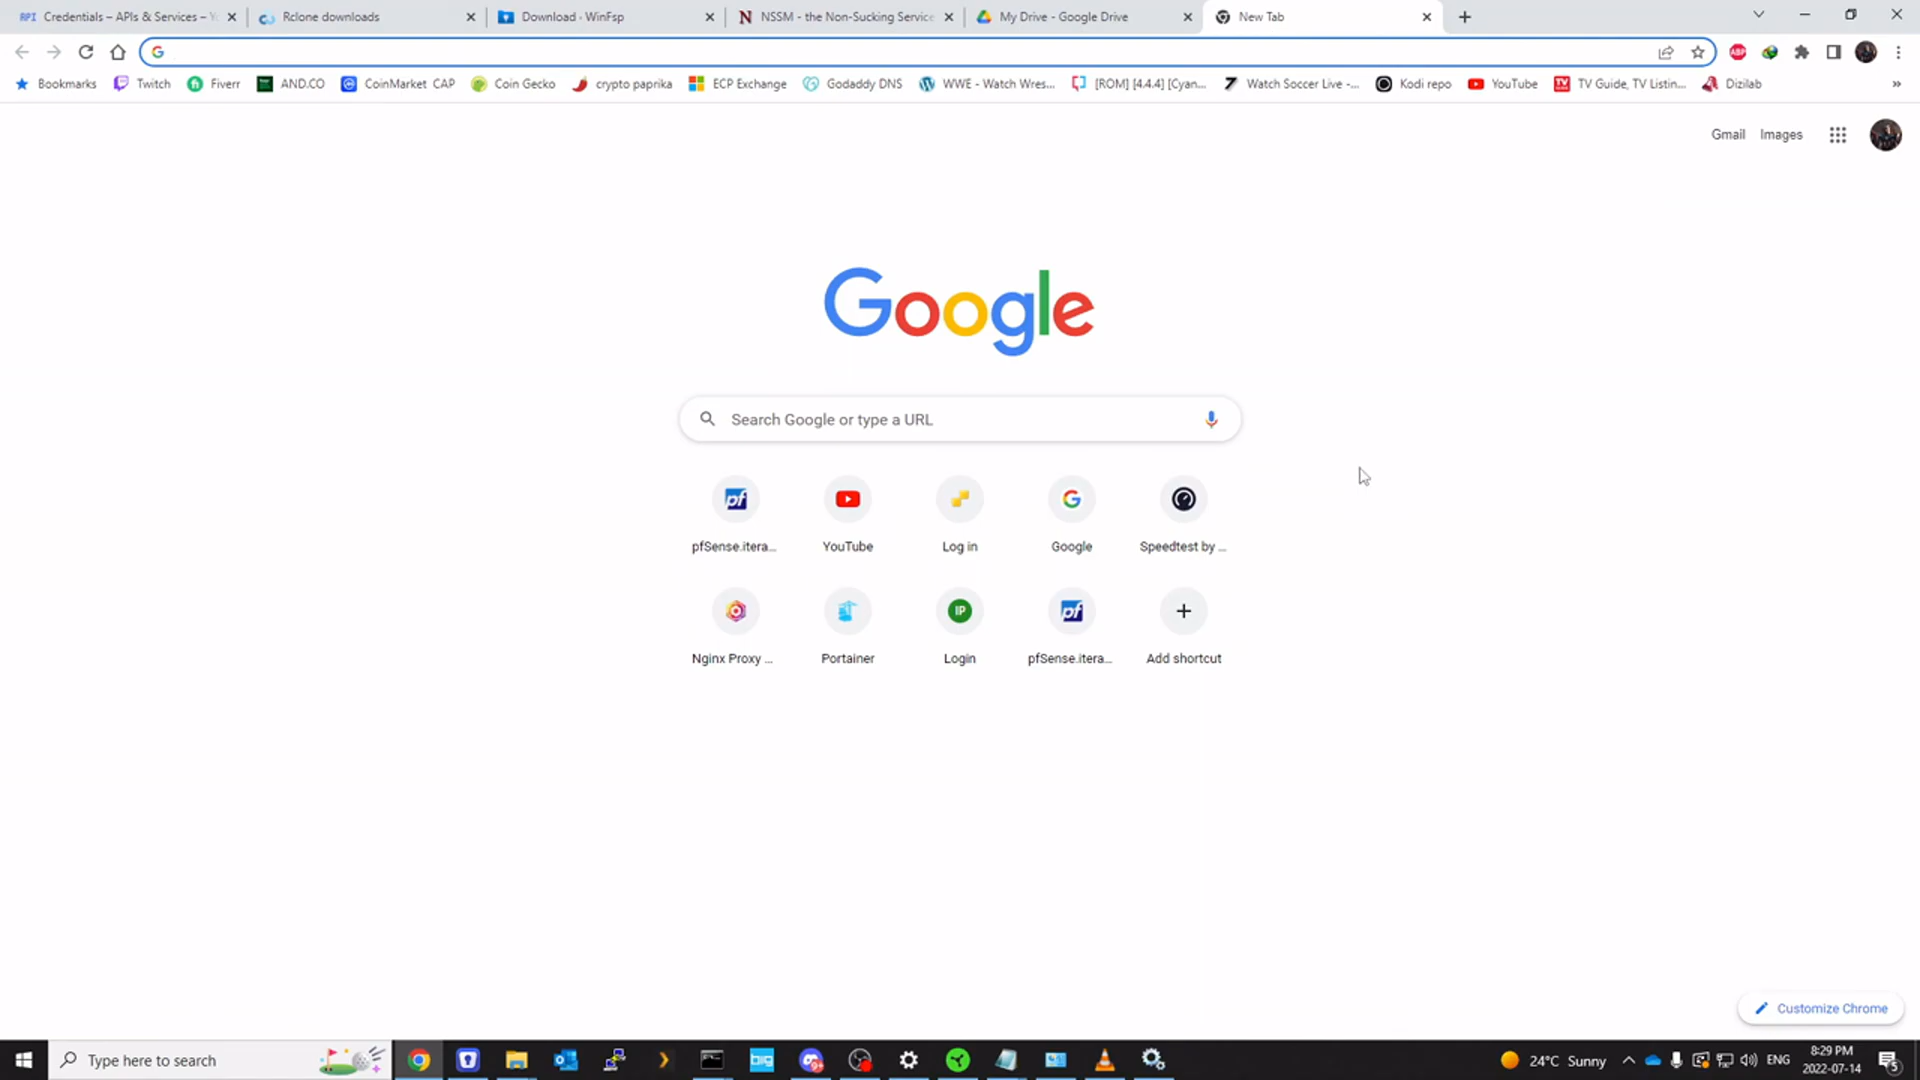 Credentials – APIs & Services –
Rclone downloads
Download · WinFsp
NSSM - the Non-Sucking Service
My Drive - Google Drive
New Tab
Bookmarks
Twitch
Fiverr
AND.CO
CoinMarket CAP
Coin Gecko
crypto paprika
ECP Exchange
Godaddy DNS
WWE - Watch Wres...
[ROM] [4.4.4] [Cyan...
Watch Soccer Live -...
Kodi repo
YouTube
TV Guide, TV Listin...
Dizilab
»
Gmail
Images
Google
Search Google or type a URL
pfSense.itera...
YouTube
Log in
Google
Speedtest by ...
Nginx Proxy ...
Portainer
Login
pfSense.itera...
Add shortcut
Customize Chrome
Type here to search
24°C Sunny
ENG
8:29 PM
2022-07-14